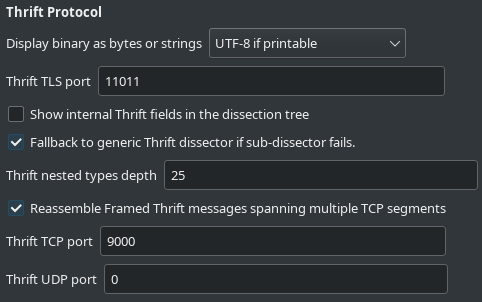 Thrift Protocol
Display binary as bytes or strings UTF-8 if printable
Thrift TLS port 11011
Show internal Thrift fields in the dissection tree
Fallback to generic Thrift dissector if sub-dissector fails.
Thrift nested types depth 25
Reassemble Framed Thrift messages spanning multiple TCP segments
Thrift TCP port 9000
Thrift UDP port 0